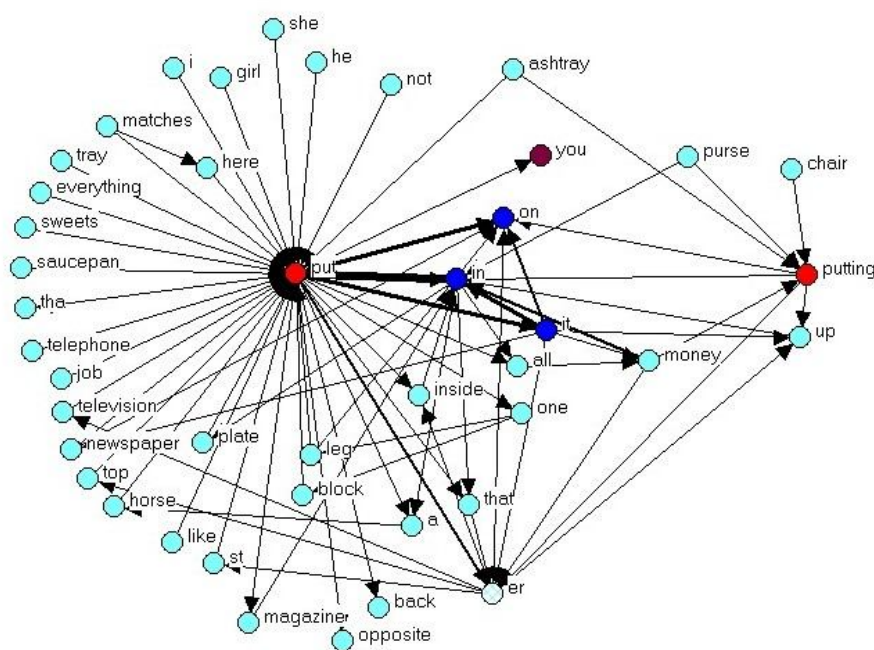 she
i
girl
he
not
ashtray
matches
here
you
purse
chair
tray
everything
sweets
on
saucepan
put
in
putting
tha
it
up
telephone
all
money
job
inside
television
one
newspaper
plate
leg
top
block
horse
a
that
like
st
er
magazine
back
opposite